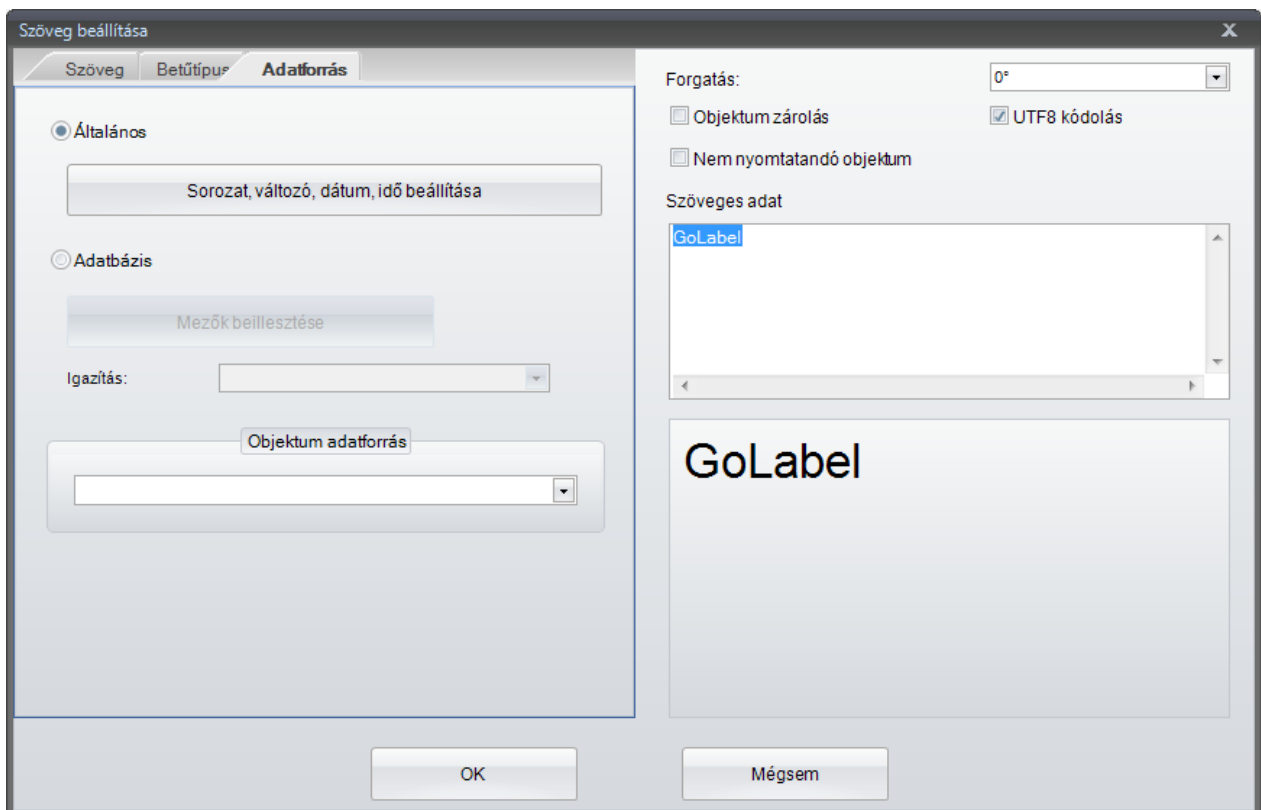 Szöveg beállítása
X
Szöveg Betűtípus Adatforrás
Általános
Sorozat, változó, dátum, idő beállítása
Adatbázis
Mezők beillesztése
Igazítás:
Objektum adatforrás
Forgatás: 0°
Objektum zárolás UTF8 kódolás
Nem nyomtatandó objektum
Szöveges adat
GoLabel
GoLabel
OK Mégsem